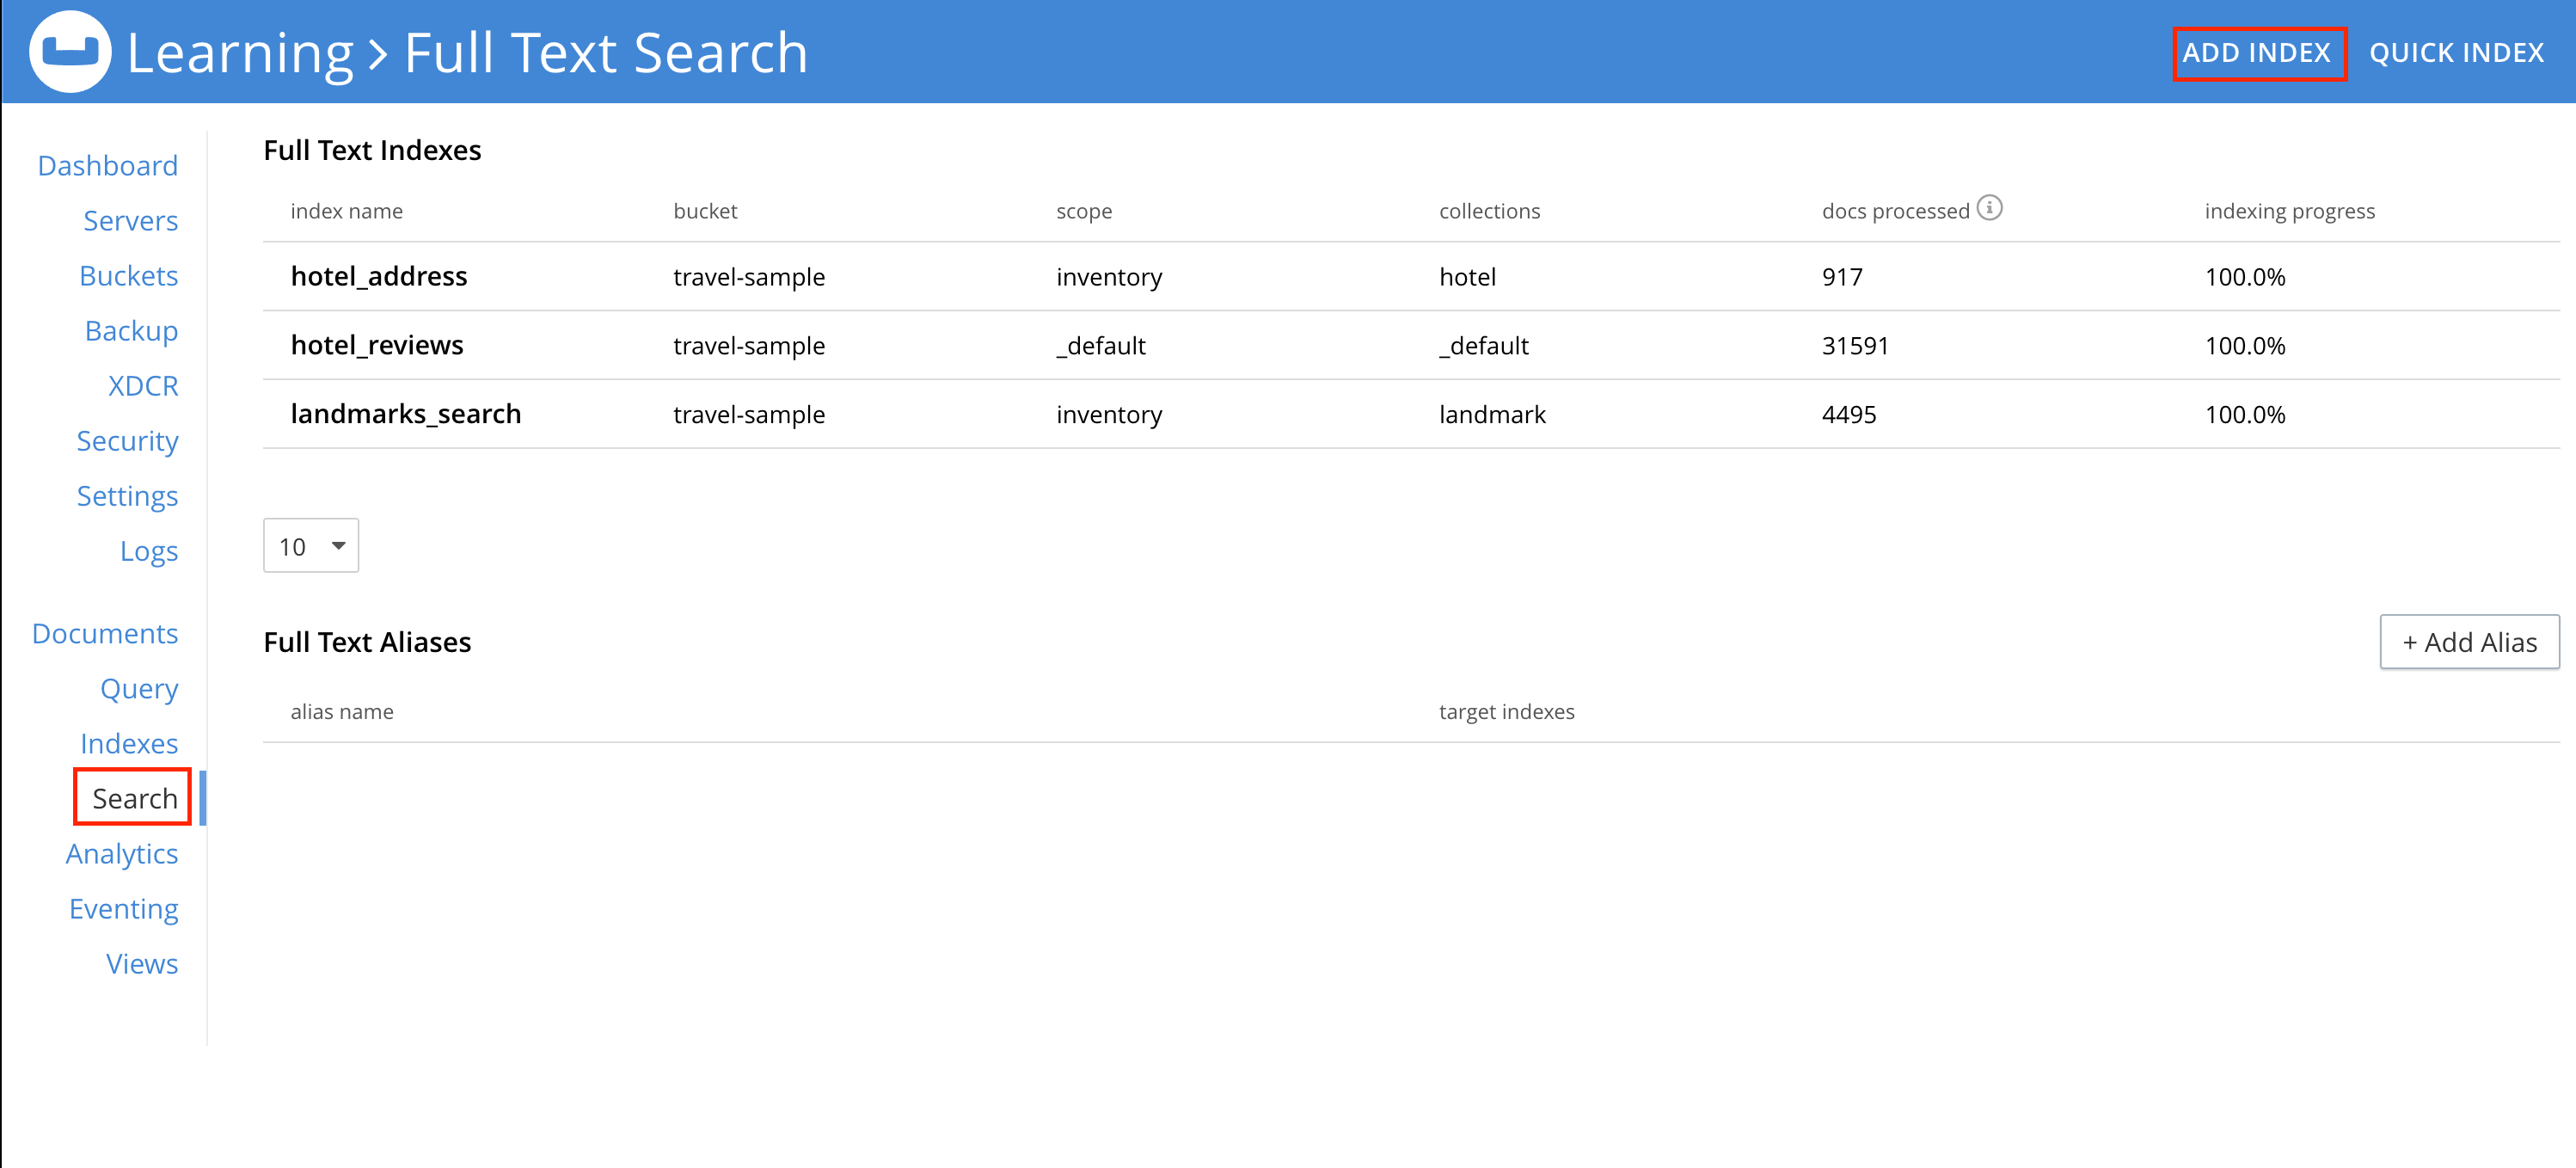 Learning > Full Text Search
ADD INDEX QUICK INDEX
Dashboard
Servers
Buckets
Backup
XDCR
Security
Settings
Logs
Documents
Query
Indexes
Search
Analytics
Eventing
Views
Full Text Indexes
index name bucket scope collections docs processed indexing progress
hotel_address travel-sample inventory hotel 917 100.0%
hotel_reviews travel-sample _default _default 31591 100.0%
landmarks_search travel-sample inventory landmark 4495 100.0%
10
Full Text Aliases
+ Add Alias
alias name target indexes